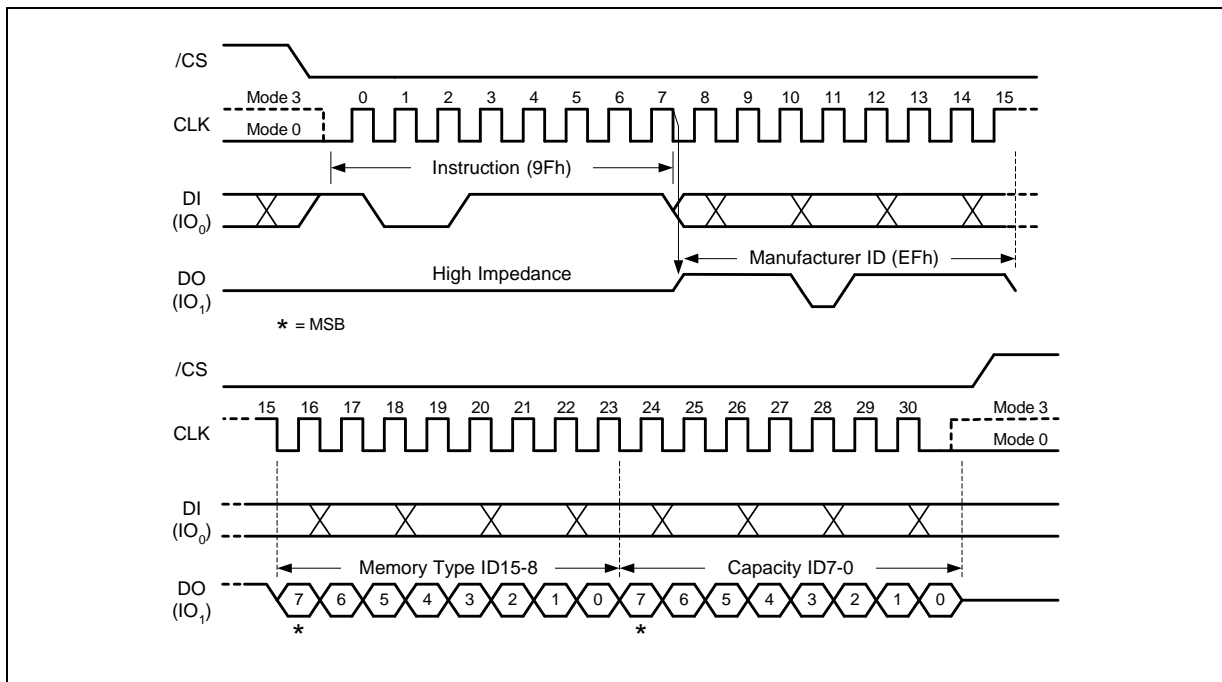 /CS
Mode 3 0 1 2 3 4 5 6 7 8 9 10 11 12 13 14 15
CLK
Mode 0
Instruction (9Fh)
DI
(IO0)
Manufacturer ID (EFh)
High Impedance
DO
(IO1)
* = MSB
/CS
15 16 17 18 19 20 21 22 23 24 25 26 27 28 29 30 Mode 3
CLK
Mode 0
DI
(IO0)
Memory Type ID15-8 Capacity ID7-0
DO
(IO1)
7 6 5 4 3 2 1 0 7 6 5 4 3 2 1 0
* *